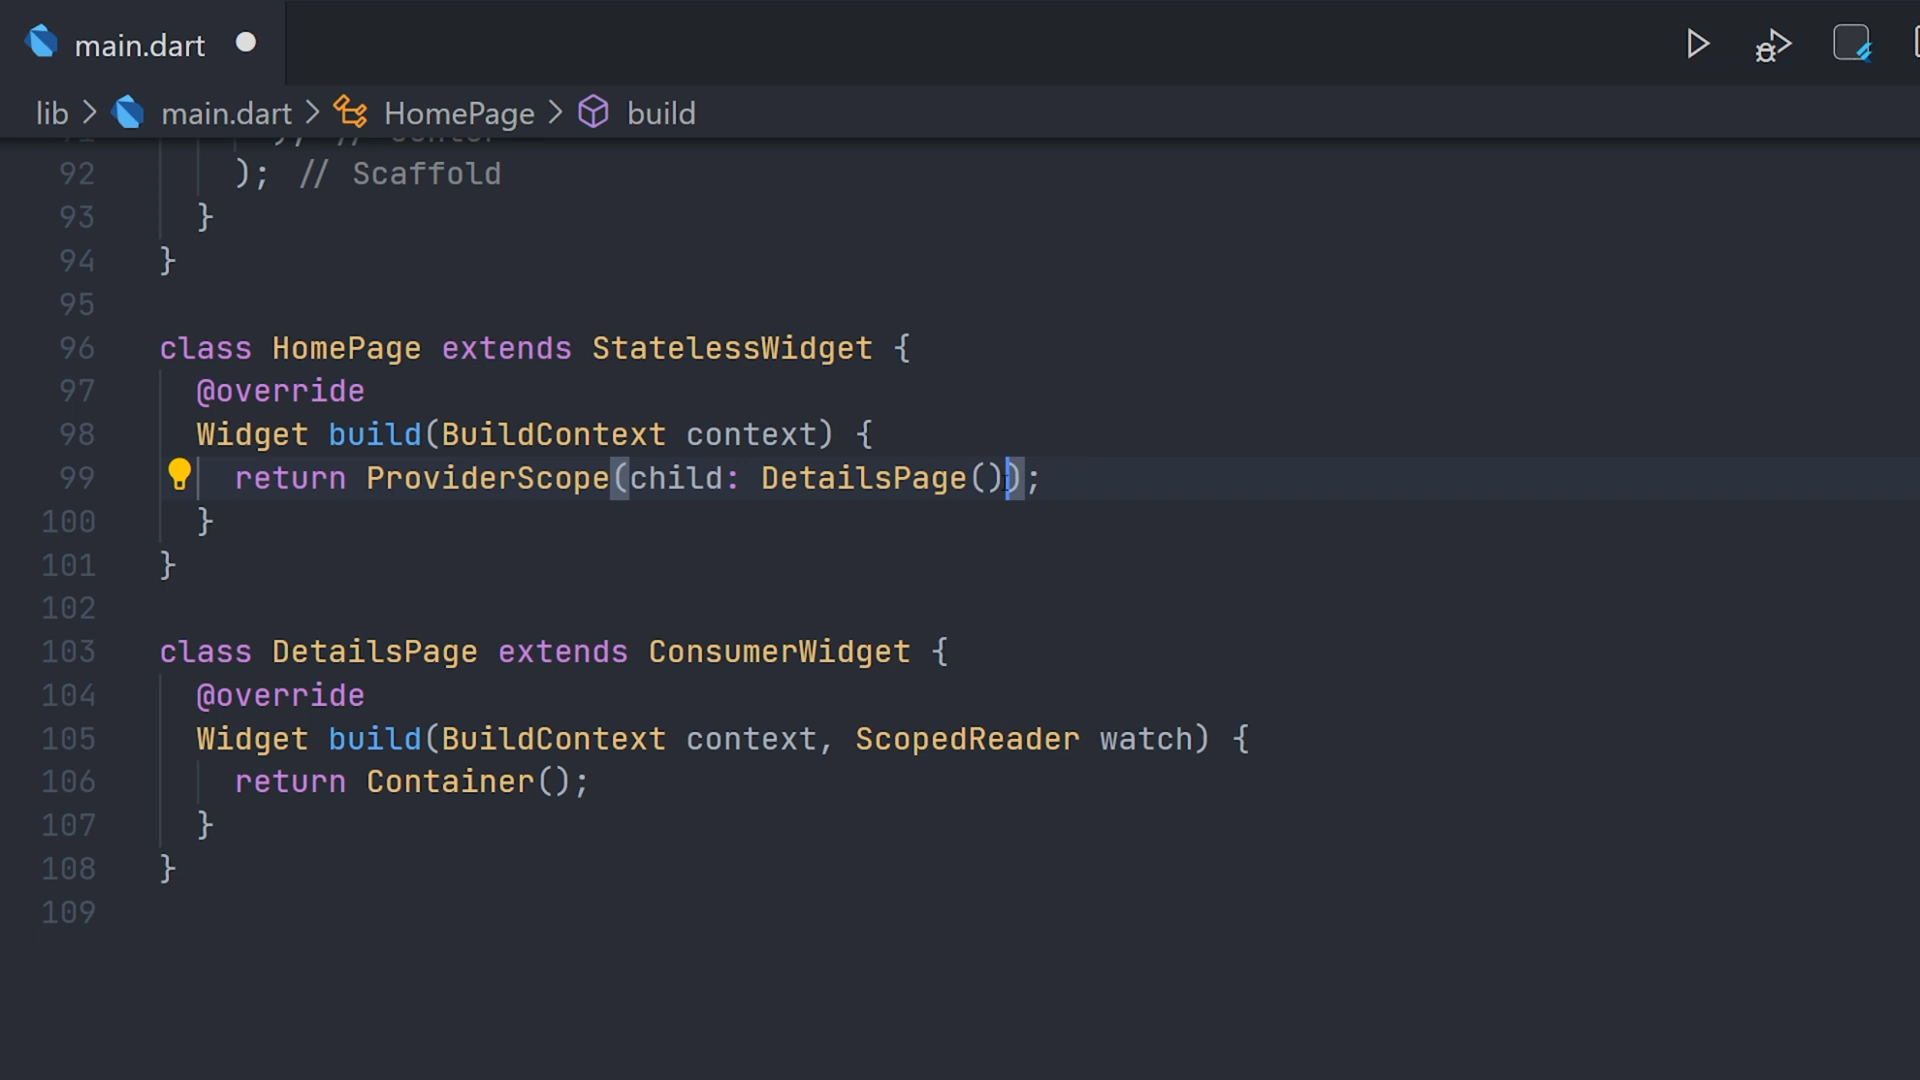 main.dart
lib > main.dart > HomePage > build
92 ); // Scaffold
93 }
94 }
95
96 class HomePage extends StatelessWidget {
97 @override
98 Widget build(BuildContext context) {
99 return ProviderScope(child: DetailsPage());
100 }
101 }
102
103 class DetailsPage extends ConsumerWidget {
104 @override
105 Widget build(BuildContext context, ScopedReader watch) {
106 return Container();
107 }
108 }
109